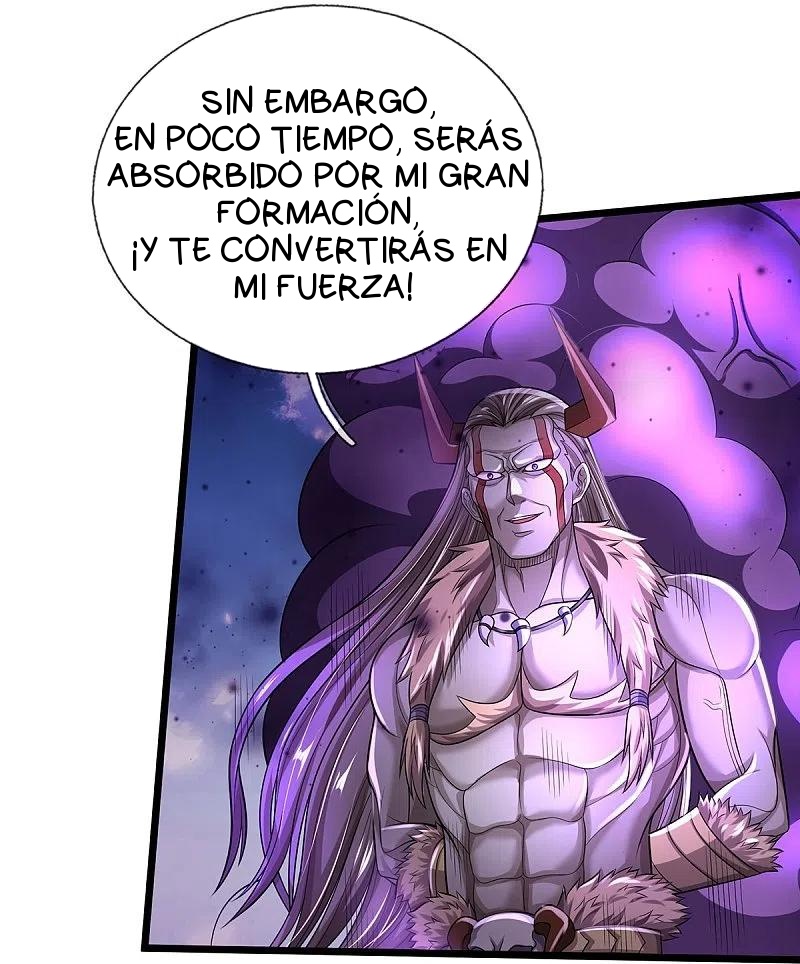 SIN EMBARGO,
EN POCO TIEMPO, SERÁS
ABSORBIDO POR MI GRAN
FORMACIÓN,
¡Y TE CONVERTIRÁS EN
MI FUERZA!